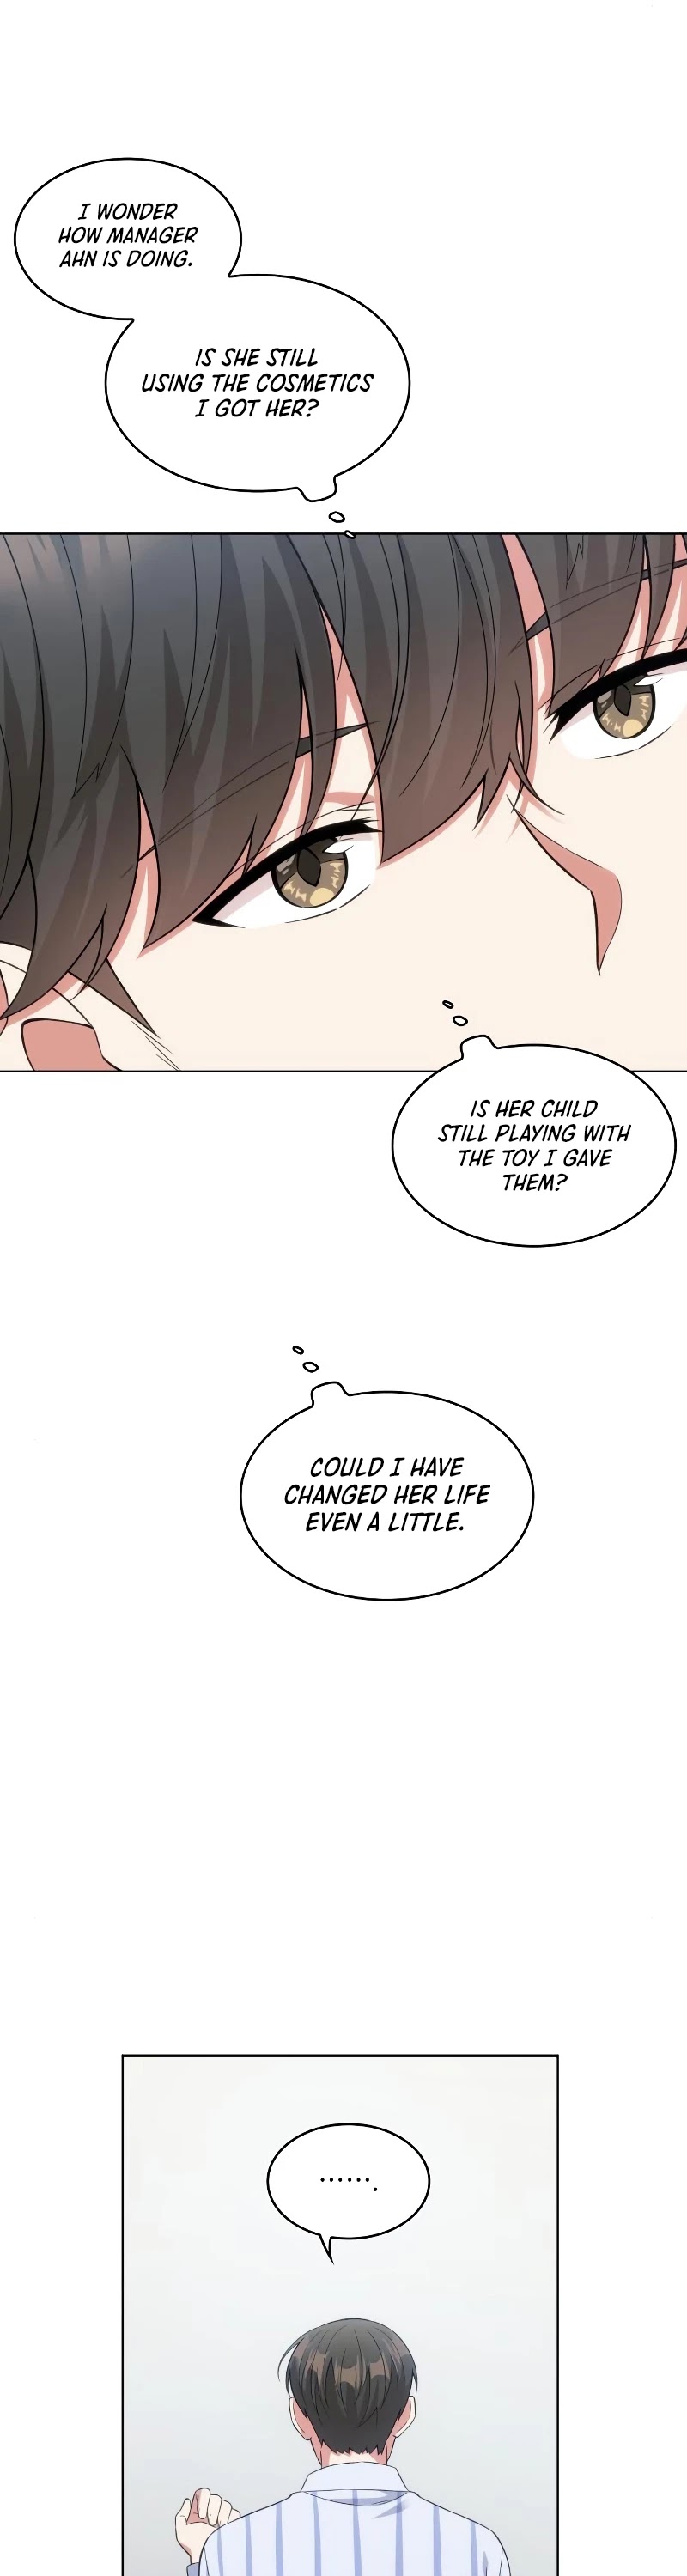 I WONDER
HOW MANAGER
AHN IS DOING.
IS SHE STILL
USING THE COSMETICS
I GOT HER?
IS HER CHILD
STILL PLAYING WITH
THE TOY I GAVE
THEM?
COULD I HAVE
CHANGED HER LIFE
EVEN A LITTLE.
.......